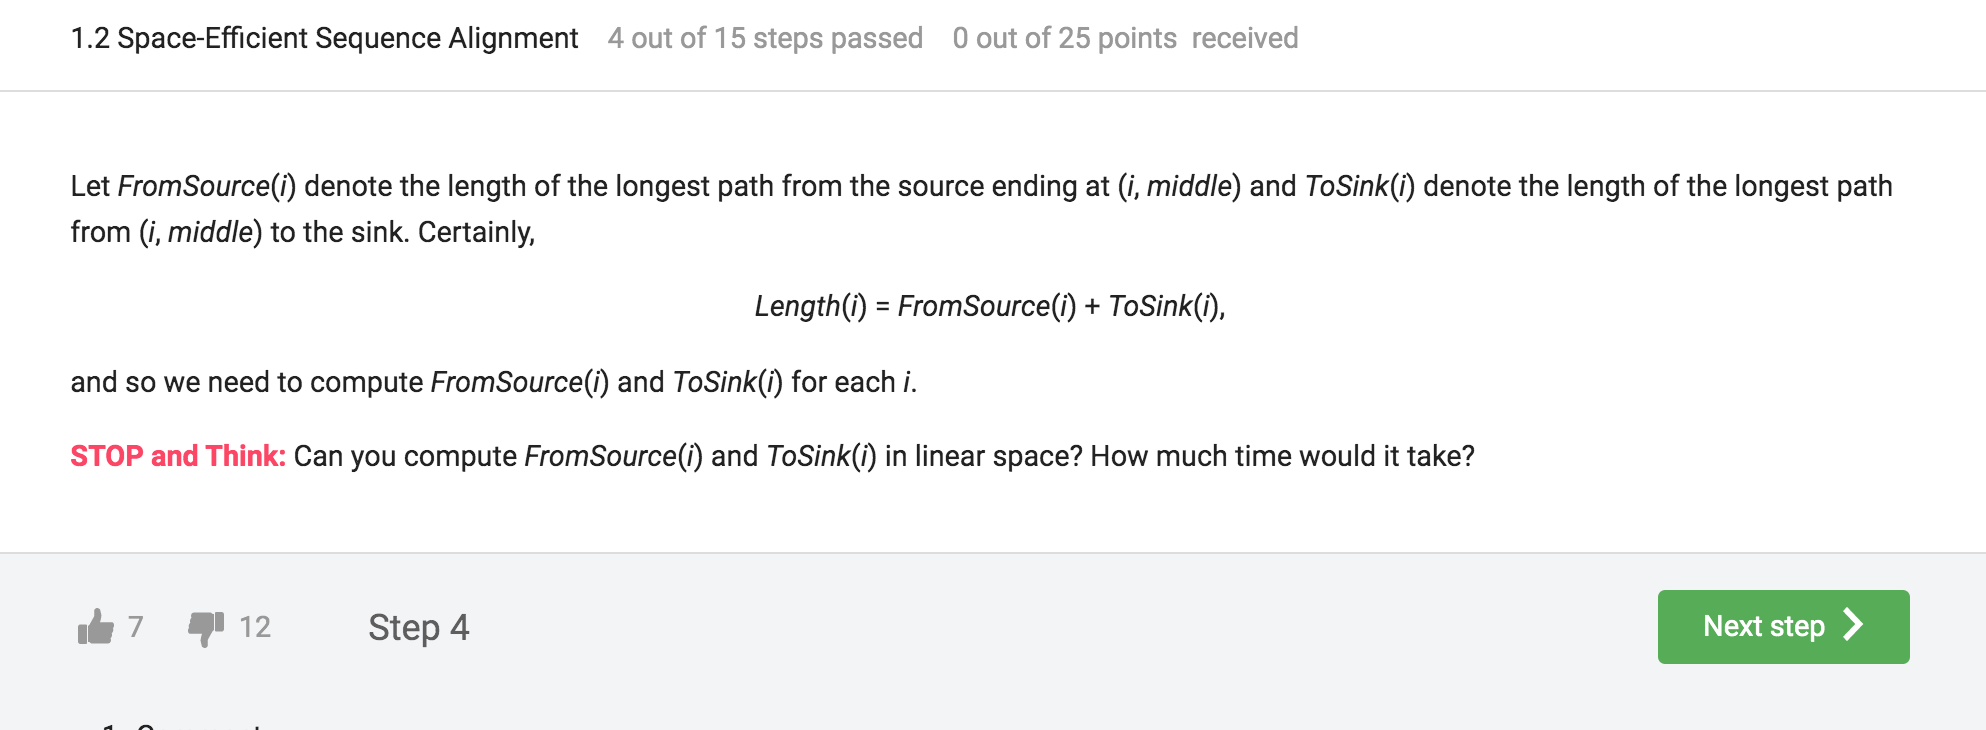 1.2 Space-Efficient Sequence Alignment 4 out of 15 steps passed 0 out of 25 points received
Let FromSource(i) denote the length of the longest path from the source ending at (i, middle) and ToSink(i) denote the length of the longest path
from (i, middle) to the sink. Certainly,
Length(i) = FromSource(i) + ToSink(i),
and so we need to compute FromSource(i) and ToSink(i) for each i.
STOP and Think: Can you compute FromSource(i) and ToSink(i) in linear space? How much time would it take?
7 12 Step 4 Next step